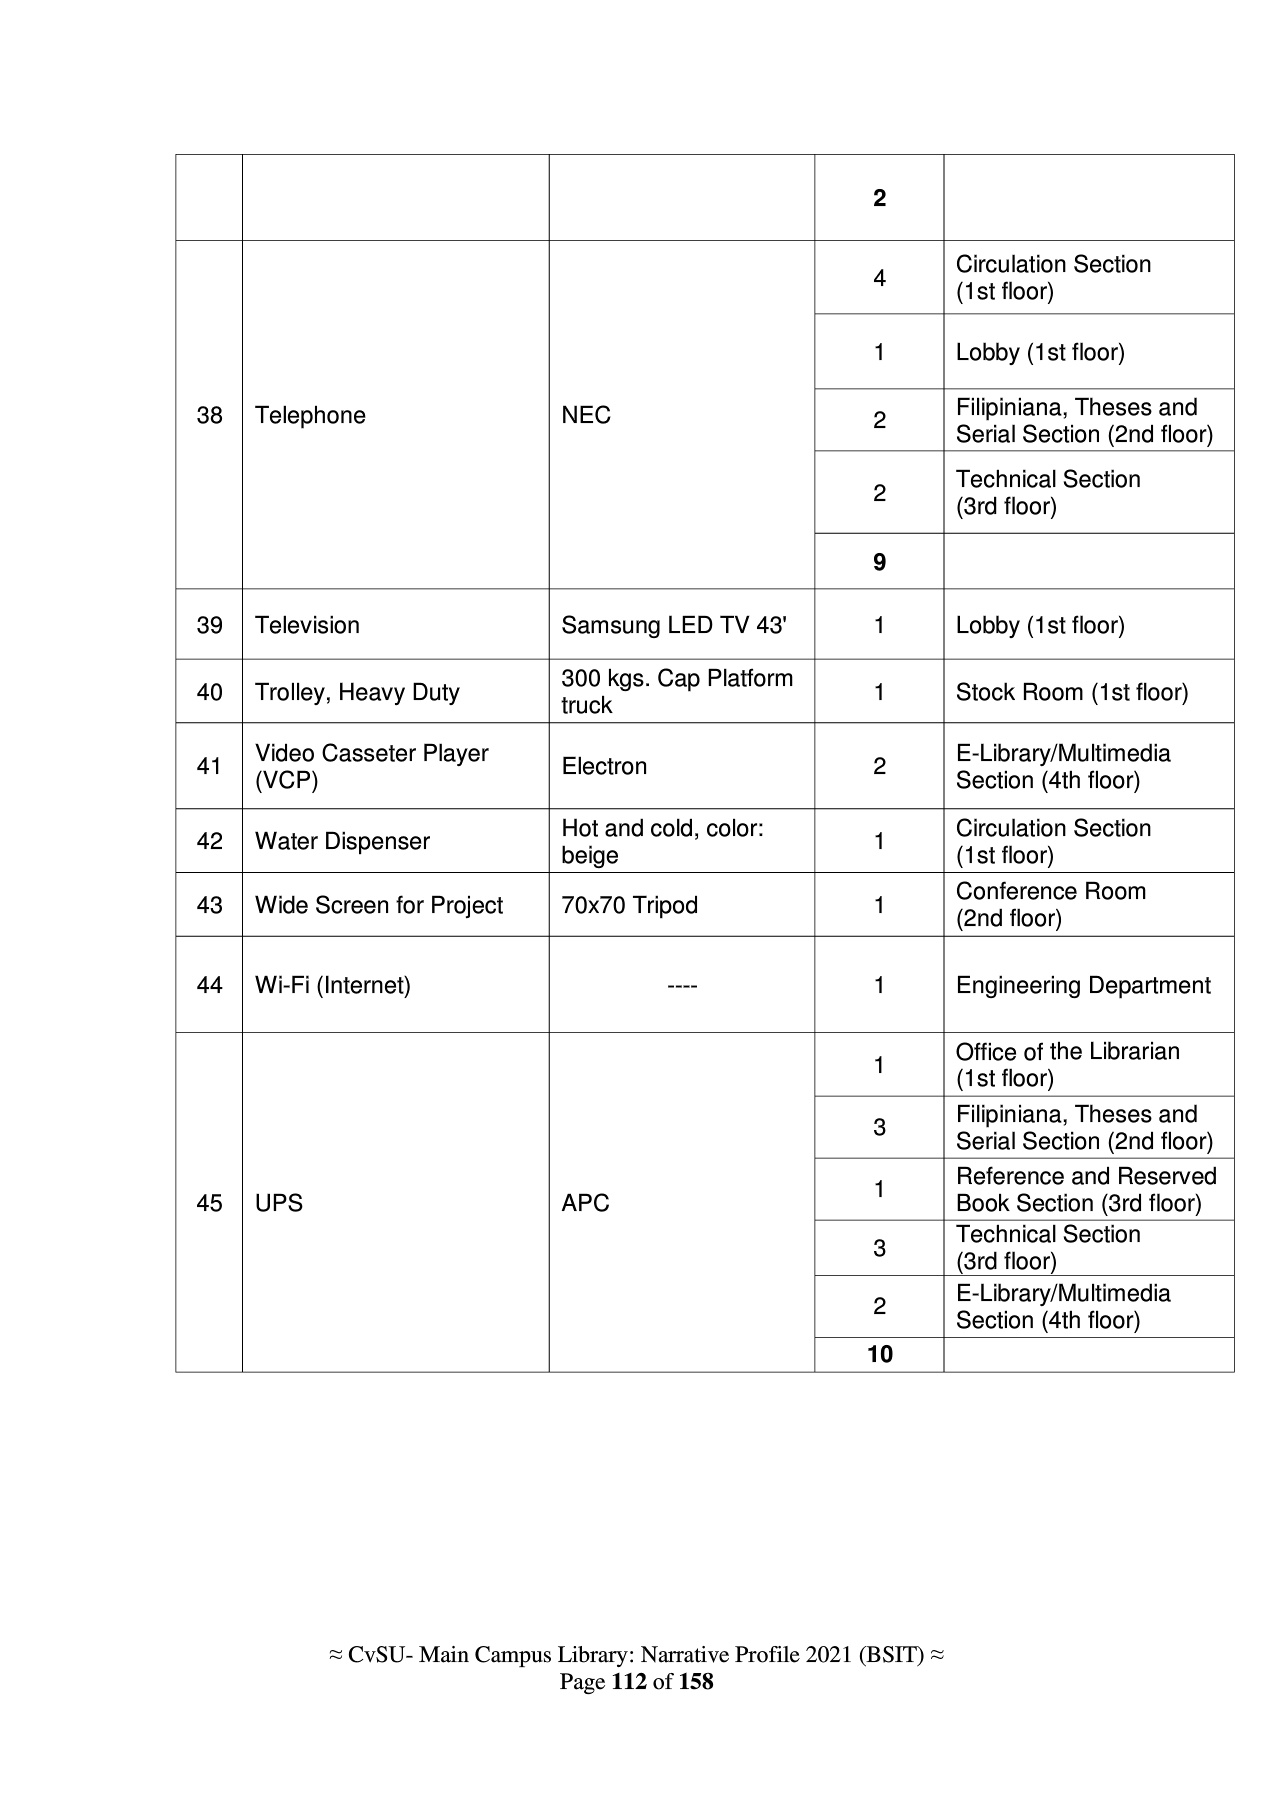 2
38 Telephone NEC
4 Circulation Section
(1st floor)
1 Lobby (1st floor)
2 Filipiniana, Theses and
Serial Section (2nd floor)
2 Technical Section
(3rd floor)
9
39 Television Samsung LED TV 43' 1 Lobby (1st floor)
40 Trolley, Heavy Duty 300 kgs. Cap Platform
truck 1 Stock Room (1st floor)
41 Video Casseter Player
(VCP) Electron 2 E-Library/Multimedia
Section (4th floor)
42 Water Dispenser Hot and cold, color:
beige 1 Circulation Section
(1st floor)
43 Wide Screen for Project 70x70 Tripod 1 Conference Room
(2nd floor)
44 Wi-Fi (Internet) ---- 1 Engineering Department
45 UPS APC
1 Office of the Librarian
(1st floor)
3 Filipiniana, Theses and
Serial Section (2nd floor)
1 Reference and Reserved
Book Section (3rd floor)
3 Technical Section
(3rd floor)
2 E-Library/Multimedia
Section (4th floor)
10
≈ CvSU- Main Campus Library: Narrative Profile 2021 (BSIT) ≈
Page 112 of 158